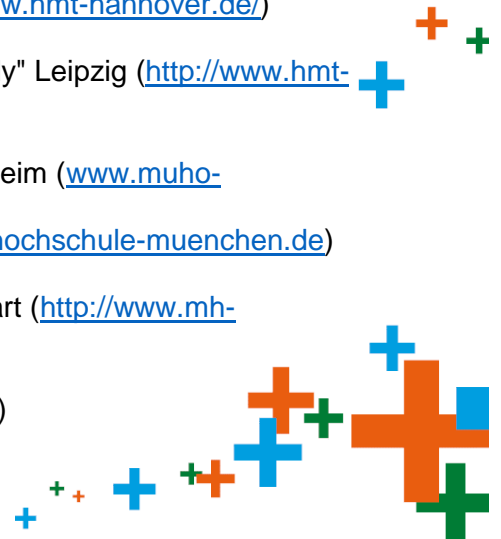 w.hmt-hannover.de/)
y" Leipzig (http://www.hmt-
eim (www.muho-
hochschule-muenchen.de)
art (http://www.mh-
)